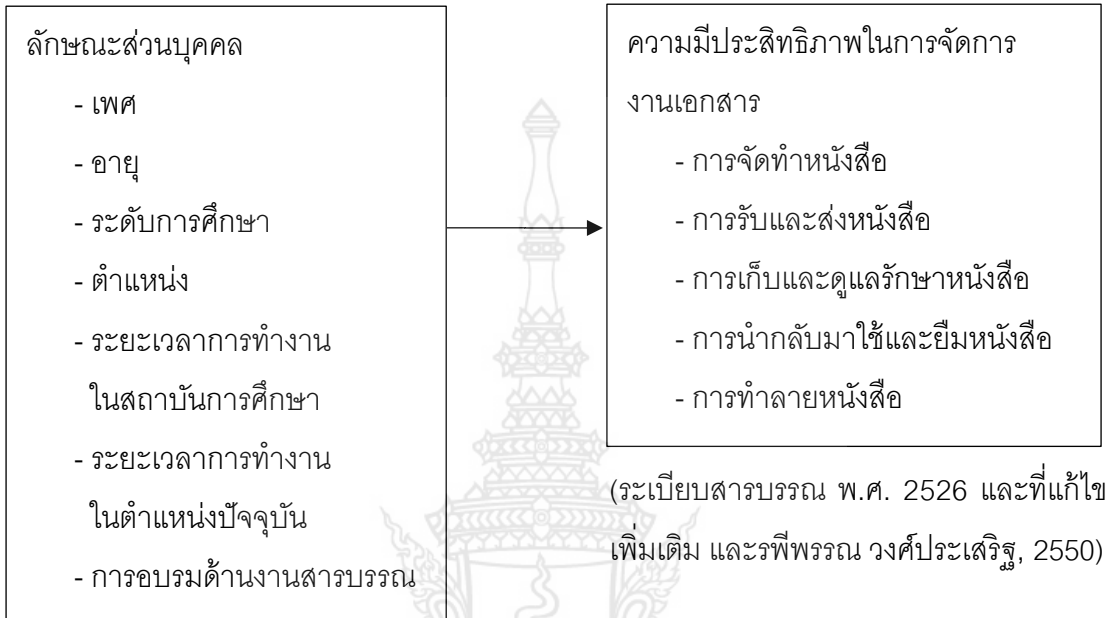 ลักษณะส่วนบุคคล
- เพศ
- อายุ
- ระดับการศึกษา
- ตำแหน่ง
- ระยะเวลาการทำงาน
ในสถาบันการศึกษา
- ระยะเวลาการทำงาน
ในตำแหน่งปัจจุบัน
- การอบรมด้านงานสารบรรณ
ความมีประสิทธิภาพในการจัดการ
งานเอกสาร
- การจัดทำหนังสือ
- การรับและส่งหนังสือ
- การเก็บและดูแลรักษาหนังสือ
- การนำกลับมาใช้และยืมหนังสือ
- การทำลายหนังสือ
(ระเบียบสารบรรณ พ.ศ. 2526 และที่แก้ไข
เพิ่มเติม และรพีพรรณ วงศ์ประเสริฐ, 2550)